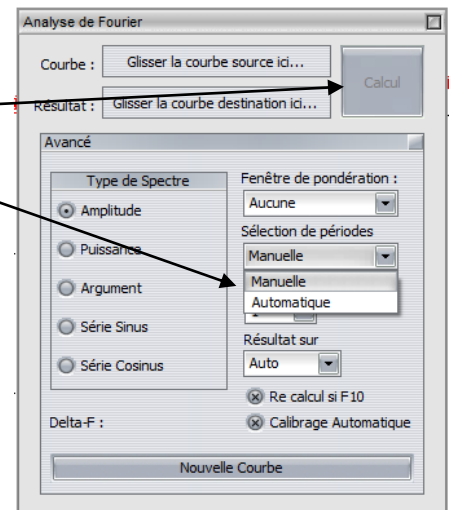 Analyse de Fourier
Courbe : Glisser la courbe source ici...
Calcul
Résultat : Glisser la courbe destination ici...
Avancé
Type de Spectre
Amplitude
Puissance
Argument
Série Sinus
Série Cosinus
Delta-F :
Fenêtre de pondération :
Aucune
Sélection de périodes
Manuelle
Manuelle
Automatique
Résultat sur
Auto
Re calcul si F10
Calibrage Automatique
Nouvelle Courbe